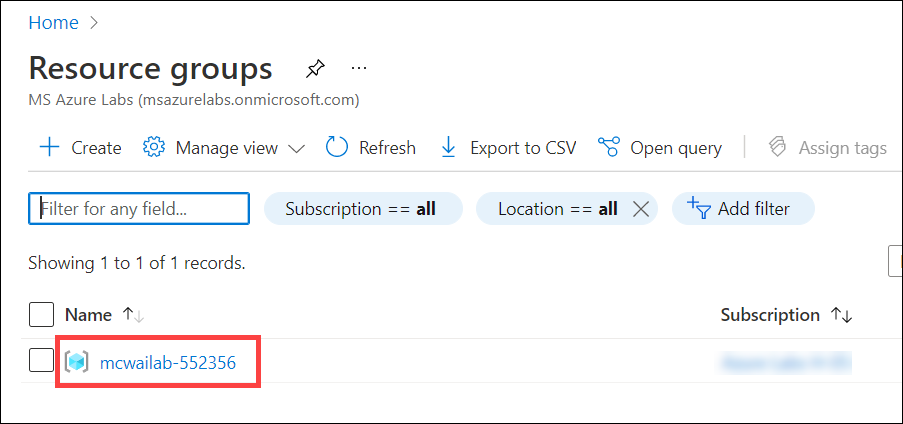 Home >
Resource groups ...
MS Azure Labs (msazurelabs.onmicrosoft.com)
Create Manage view Refresh Export to CSV Open query Assign tags
Filter for any field... Subscription == all Location == all Add filter
Showing 1 to 1 of 1 records.
Name ↑↓ Subscription ↑↓
mcwailab-552356